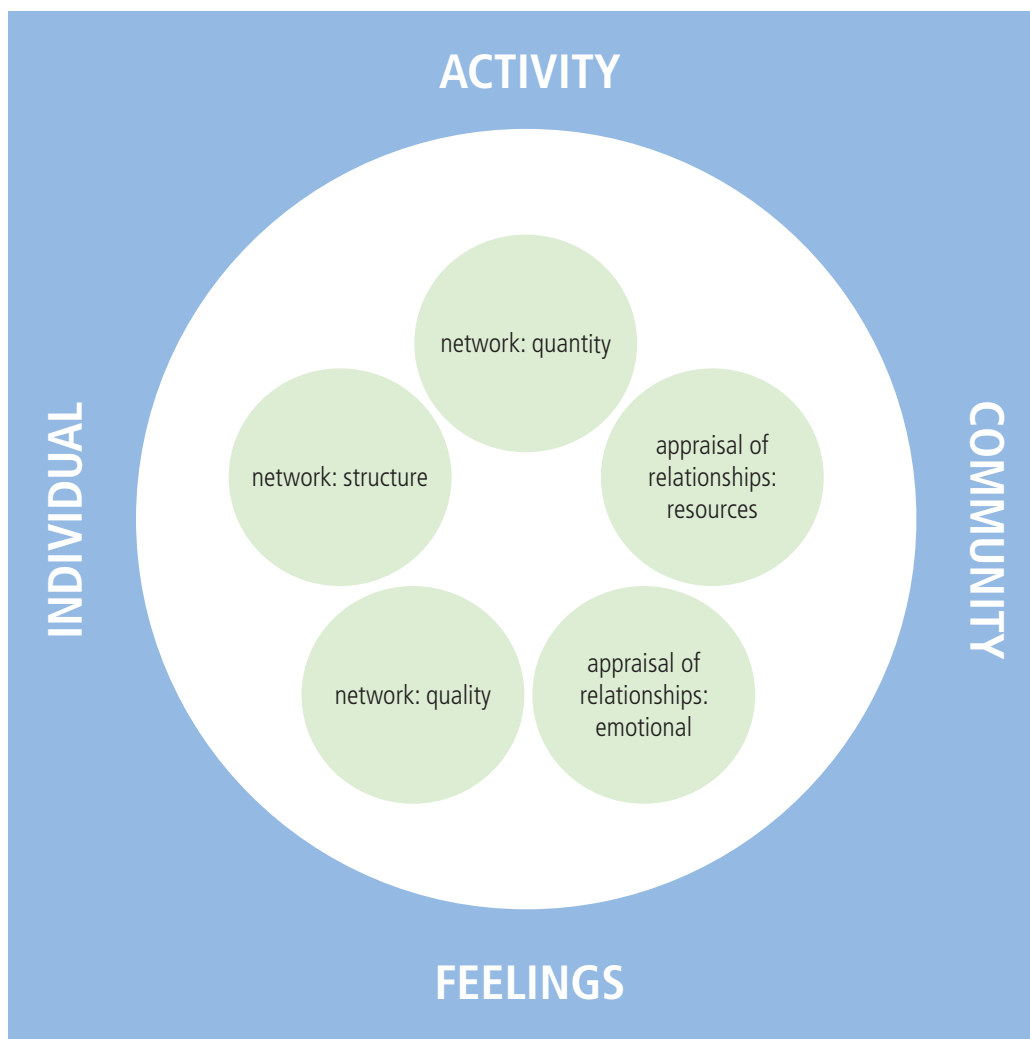 ACTIVITY
network: quantity
INDIVIDUAL
network: structure
appraisal of
relationships:
resources
COMMUNITY
network: quality
appraisal of
relationships:
emotional
FEELINGS